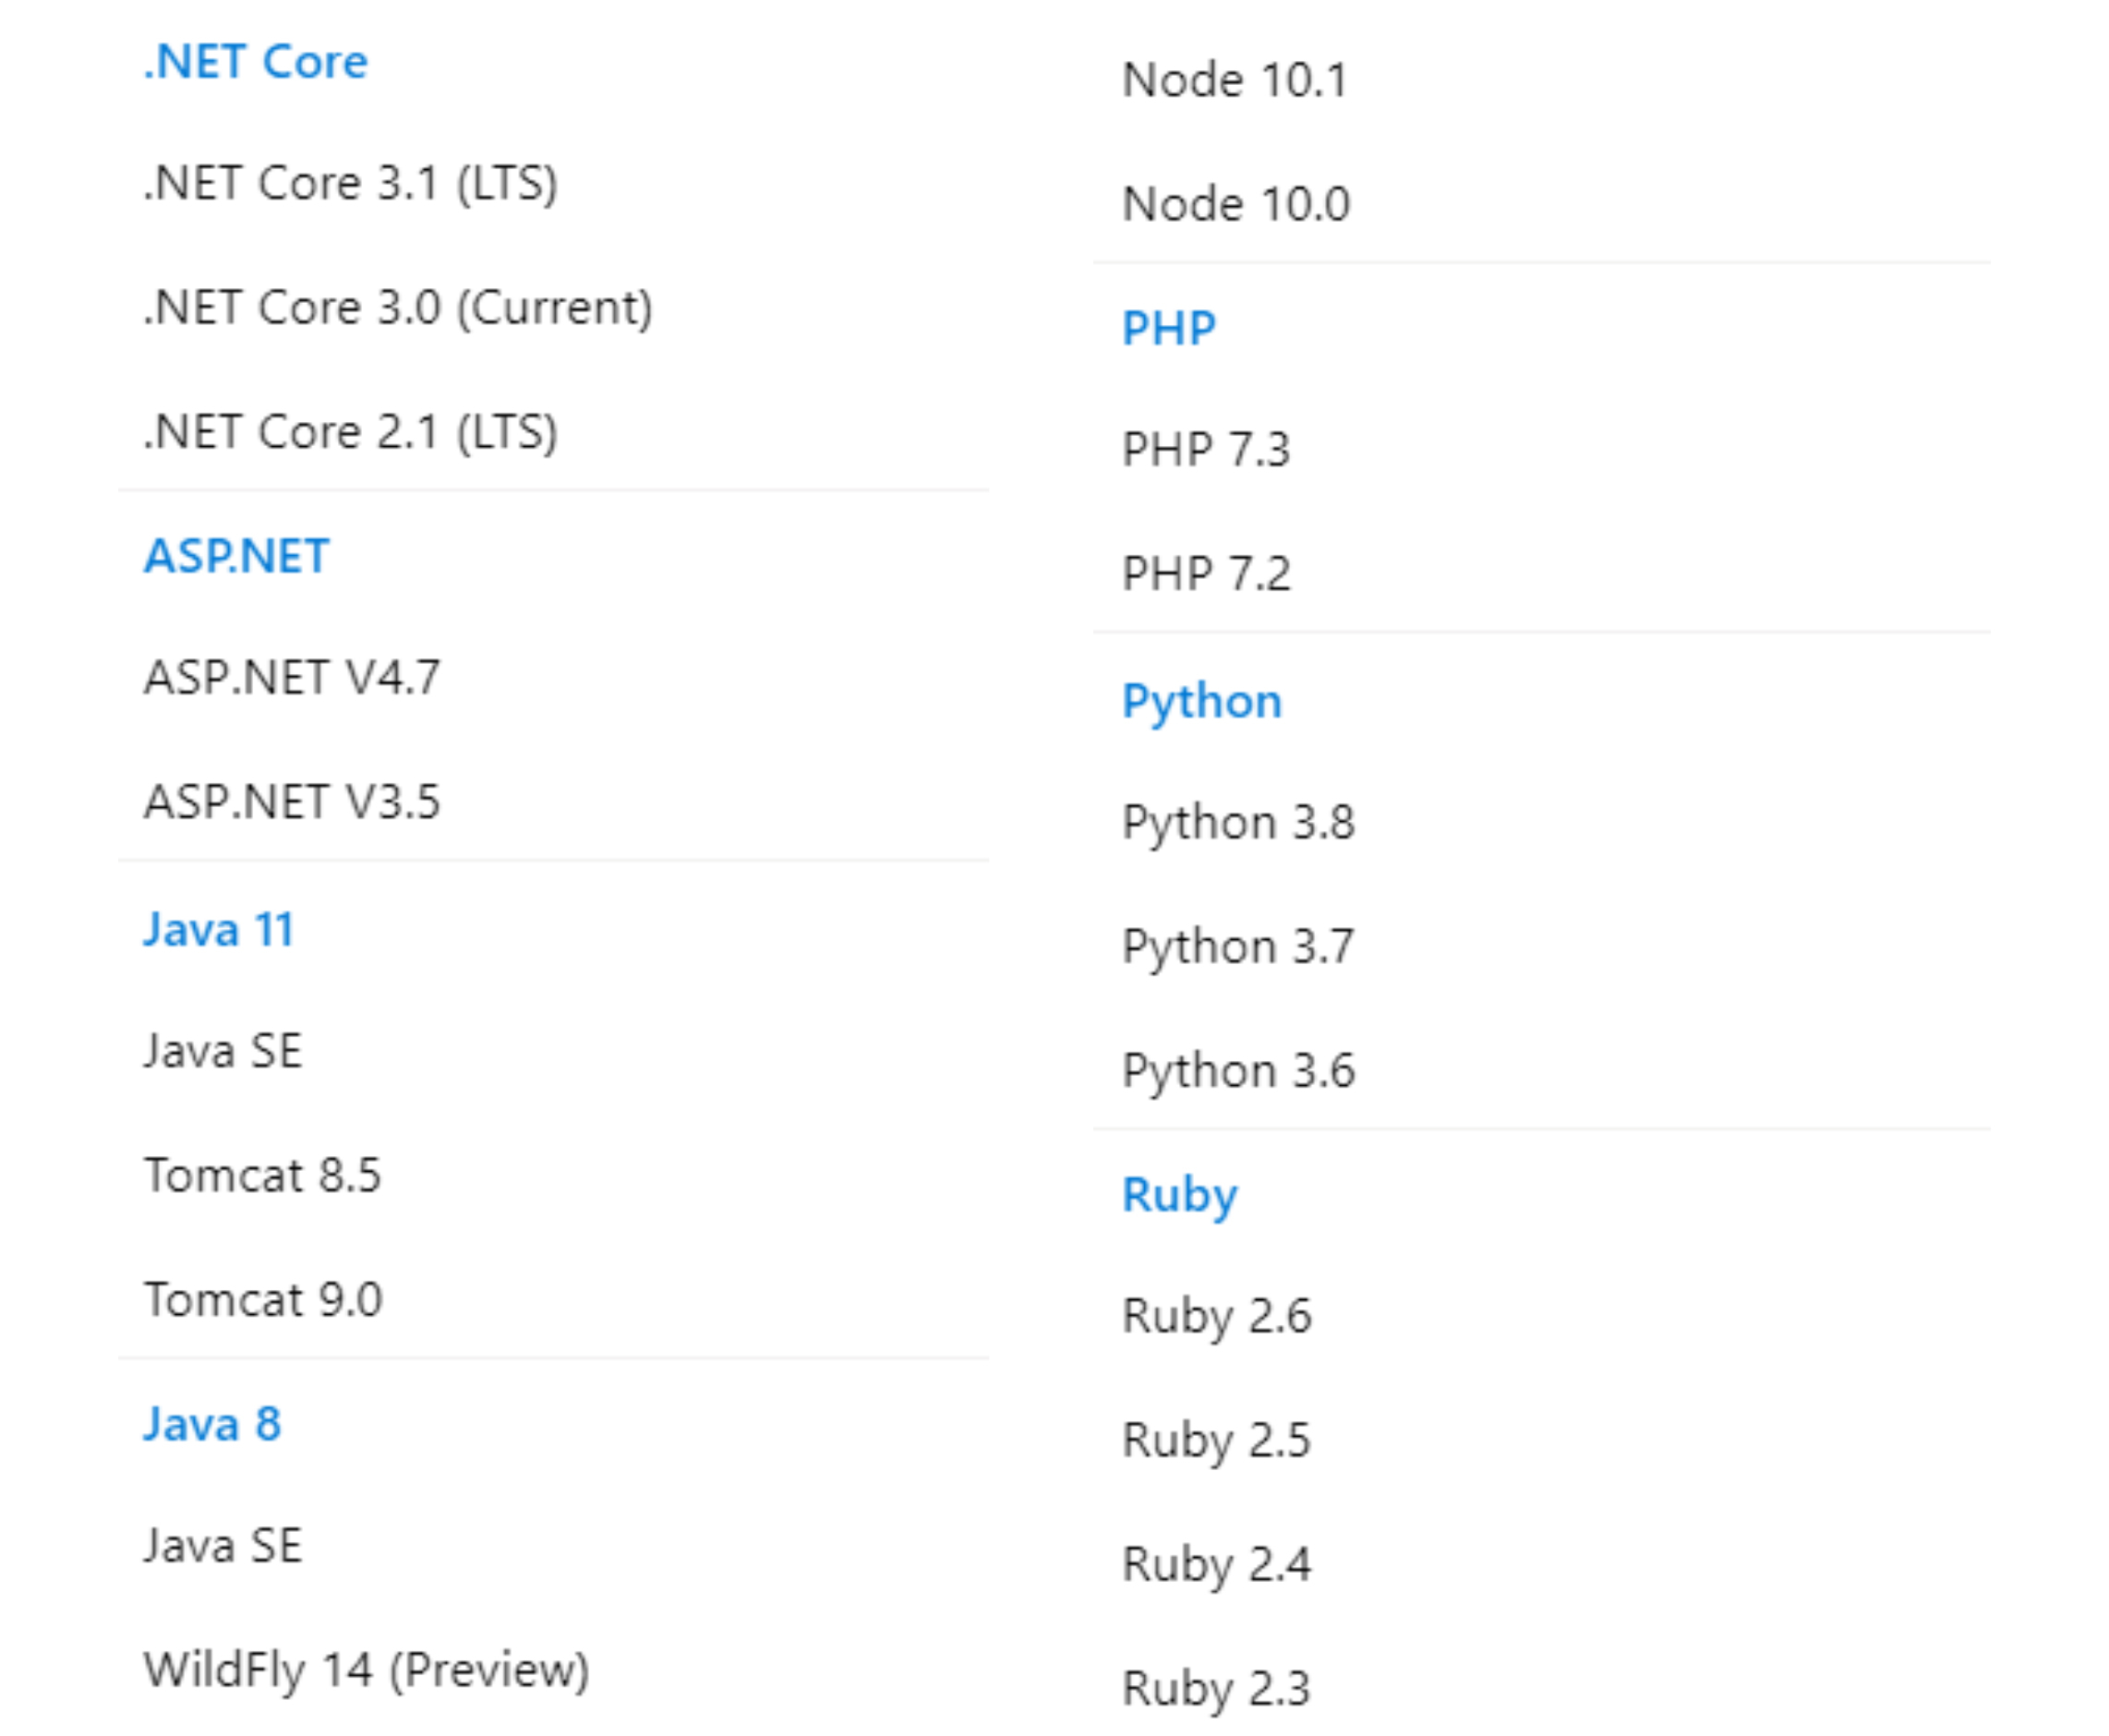 .NET Core
.NET Core 3.1 (LTS)
.NET Core 3.0 (Current)
.NET Core 2.1 (LTS)
ASP.NET
ASP.NET V4.7
ASP.NET V3.5
Java 11
Java SE
Tomcat 8.5
Tomcat 9.0
Java 8
Java SE
WildFly 14 (Preview)
Node 10.1
Node 10.0
PHP
PHP 7.3
PHP 7.2
Python
Python 3.8
Python 3.7
Python 3.6
Ruby
Ruby 2.6
Ruby 2.5
Ruby 2.4
Ruby 2.3